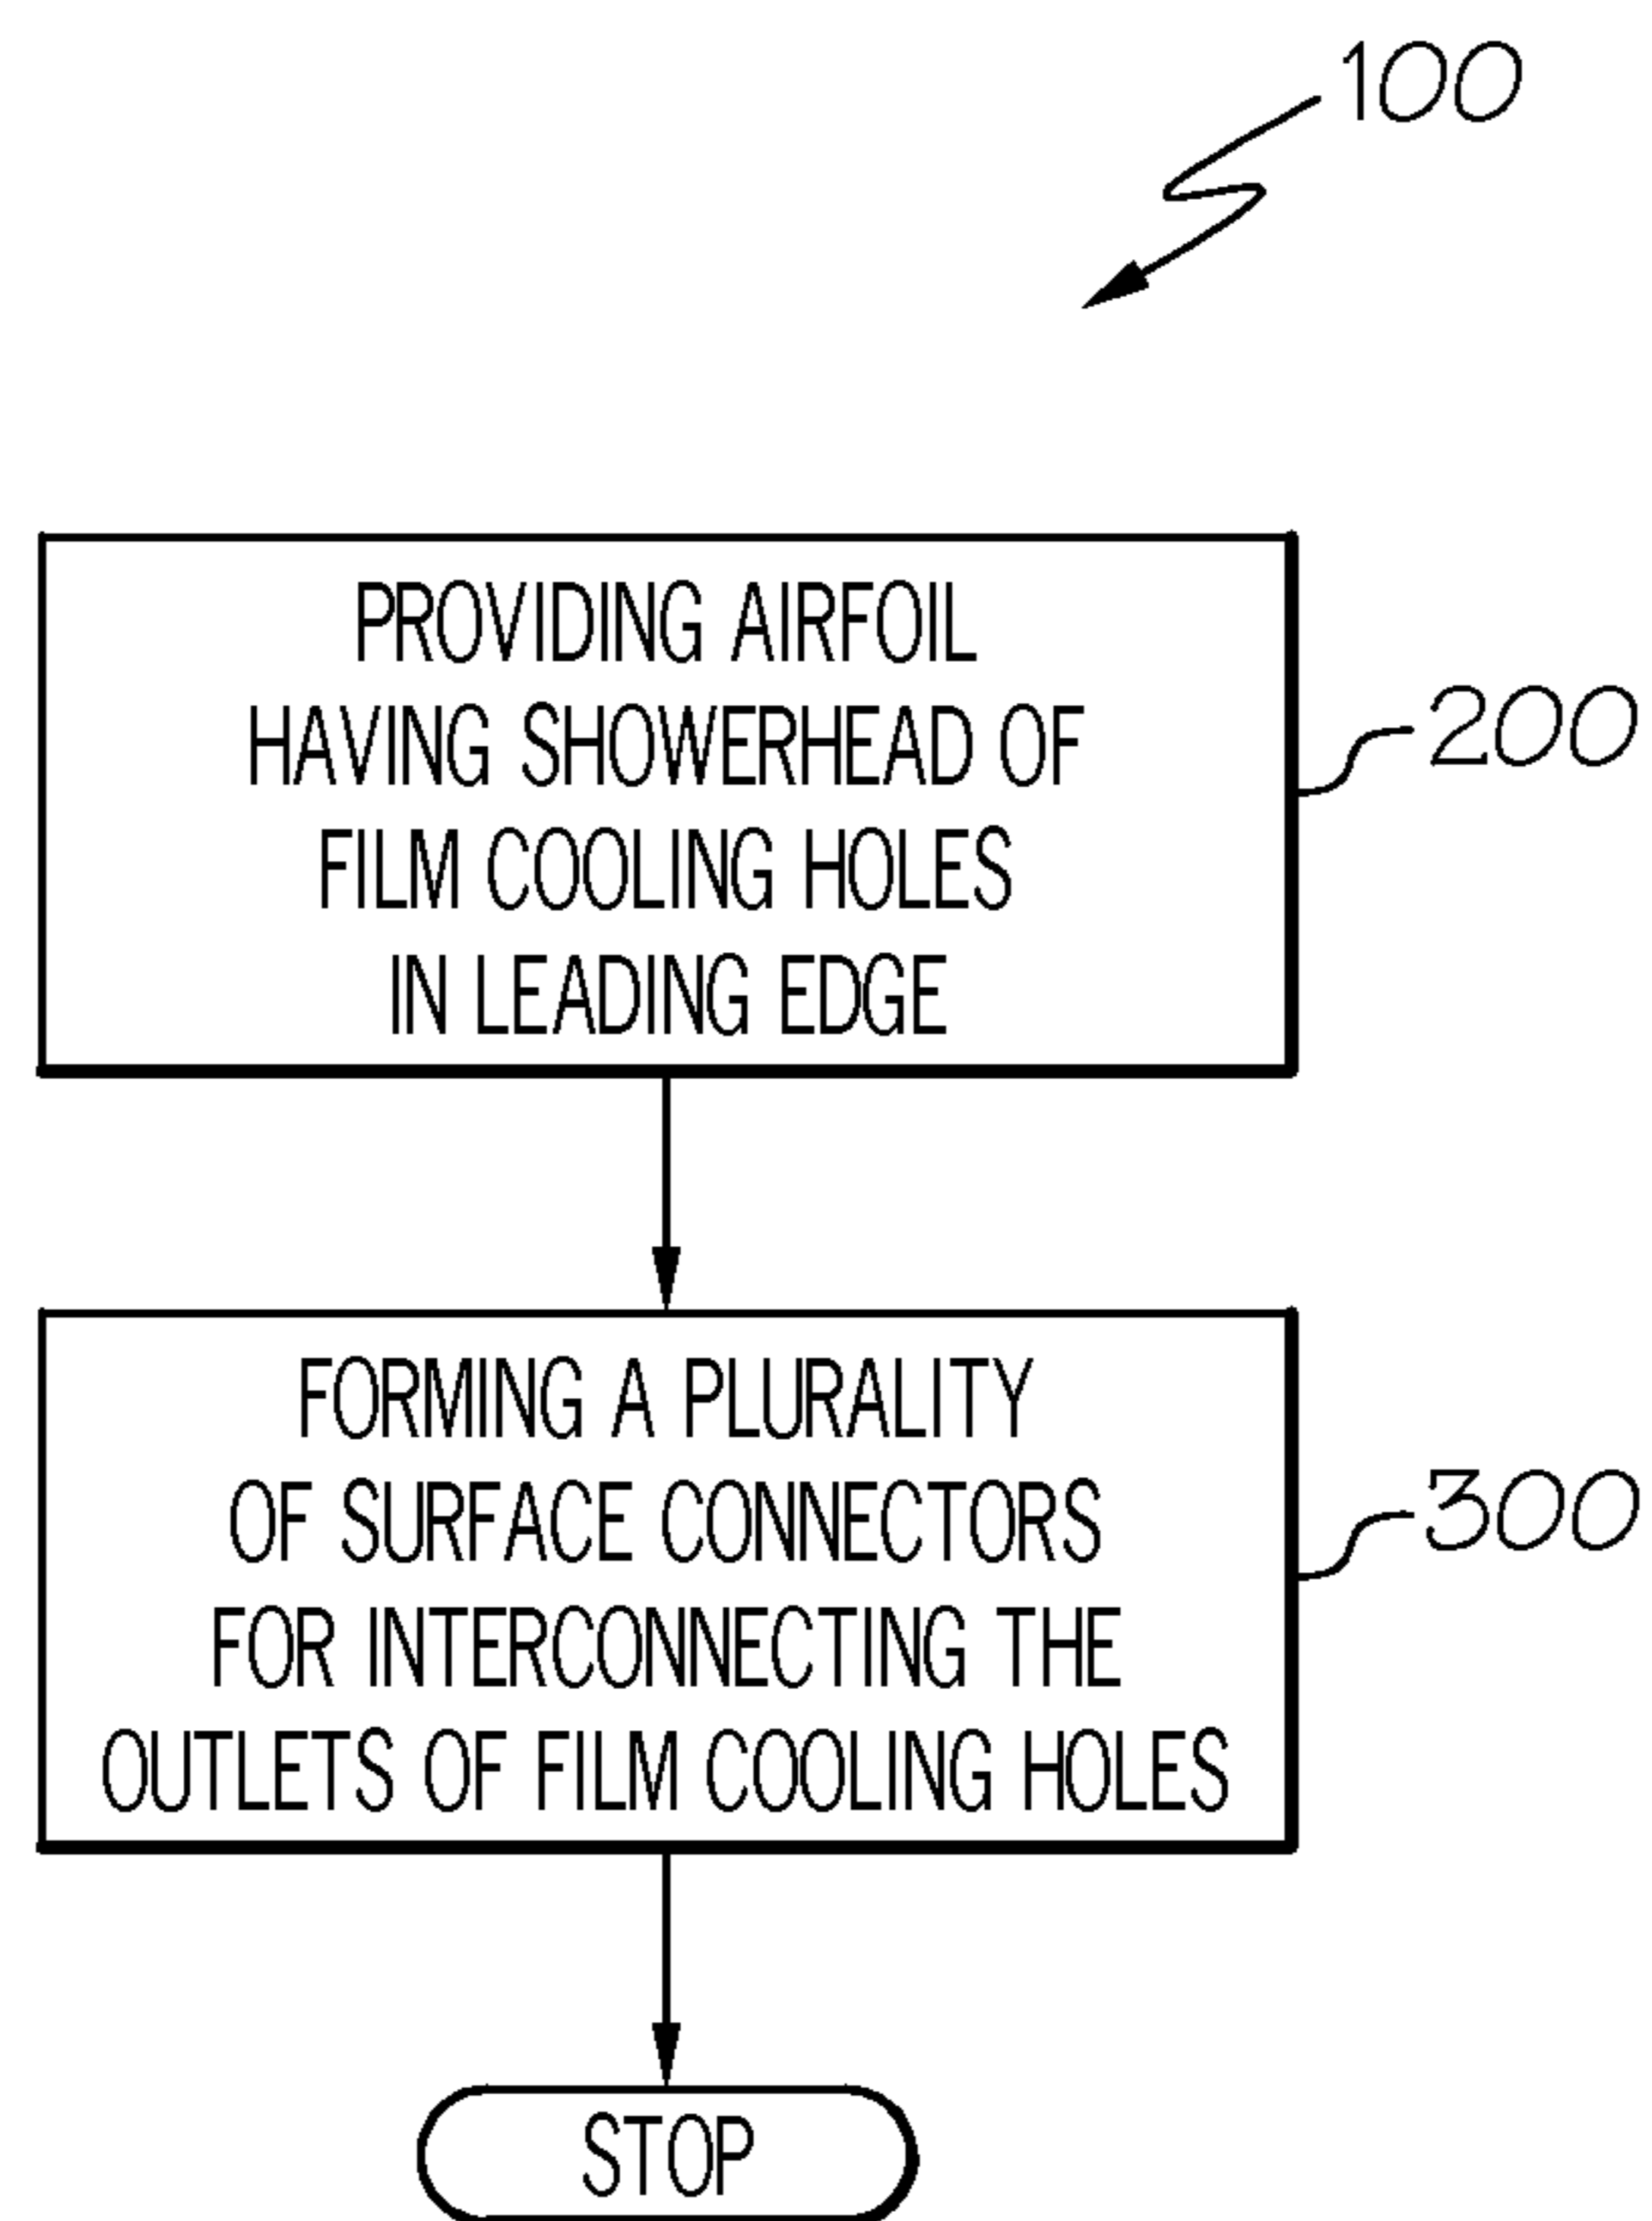 100
PROVIDING AIRFOIL
HAVING SHOWERHEAD OF
FILM COOLING HOLES
IN LEADING EDGE
200
FORMING A PLURALITY
OF SURFACE CONNECTORS
FOR INTERCONNECTING THE
OUTLETS OF FILM COOLING HOLES
300
STOP